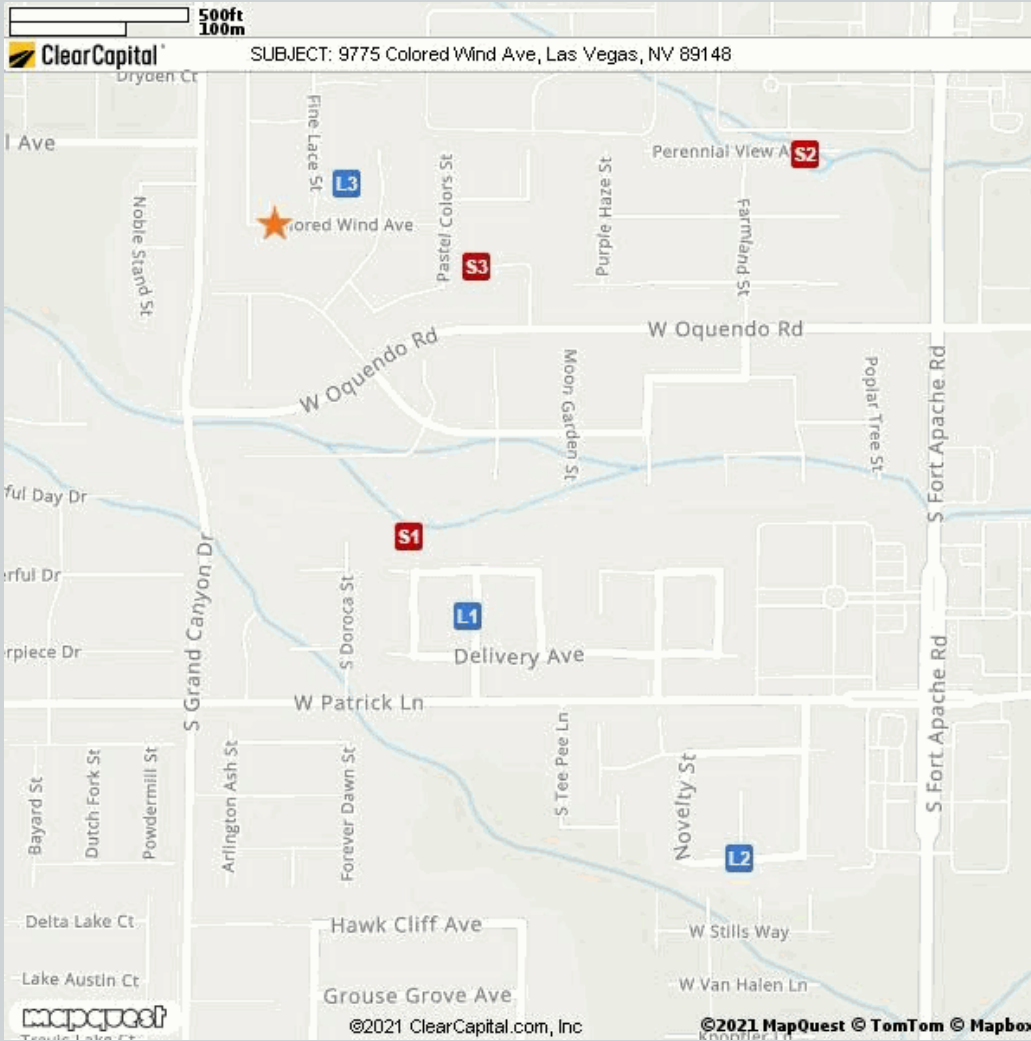 500ft
100m
ClearCapital SUBJECT: 9775 Colored Wind Ave, Las Vegas, NV 89148
Dryden Ct
l Ave
Fine Lace St
L3
Perennial View A
S2
Noble Stand St
ored Wind Ave
Pastel Colors St
S3
Purple Haze St
Farmland St
W Oquendo Rd
W Oquendo Rd
Moon Garden St
Poplar Tree St
S Fort Apache Rd
ful Day Dr
S1
erful Dr
S Grand Canyon Dr
S Doroca St
L1
rpiece Dr
Delivery Ave
W Patrick Ln
S Fort Apache Rd
Bayard St
Dutch Fork St
Powdermill St
Arlington Ash St
Forever Dawn St
S Tee Pee Ln
Novelty St
L2
Delta Lake Ct
Hawk Cliff Ave
W Stills Way
Lake Austin Ct
Grouse Grove Ave
W Van Halen Ln
mapquest
©2021 ClearCapital.com, Inc
©2021 MapQuest © TomTom © Mapbox
Travis Lake Ct
Knopfler Ln